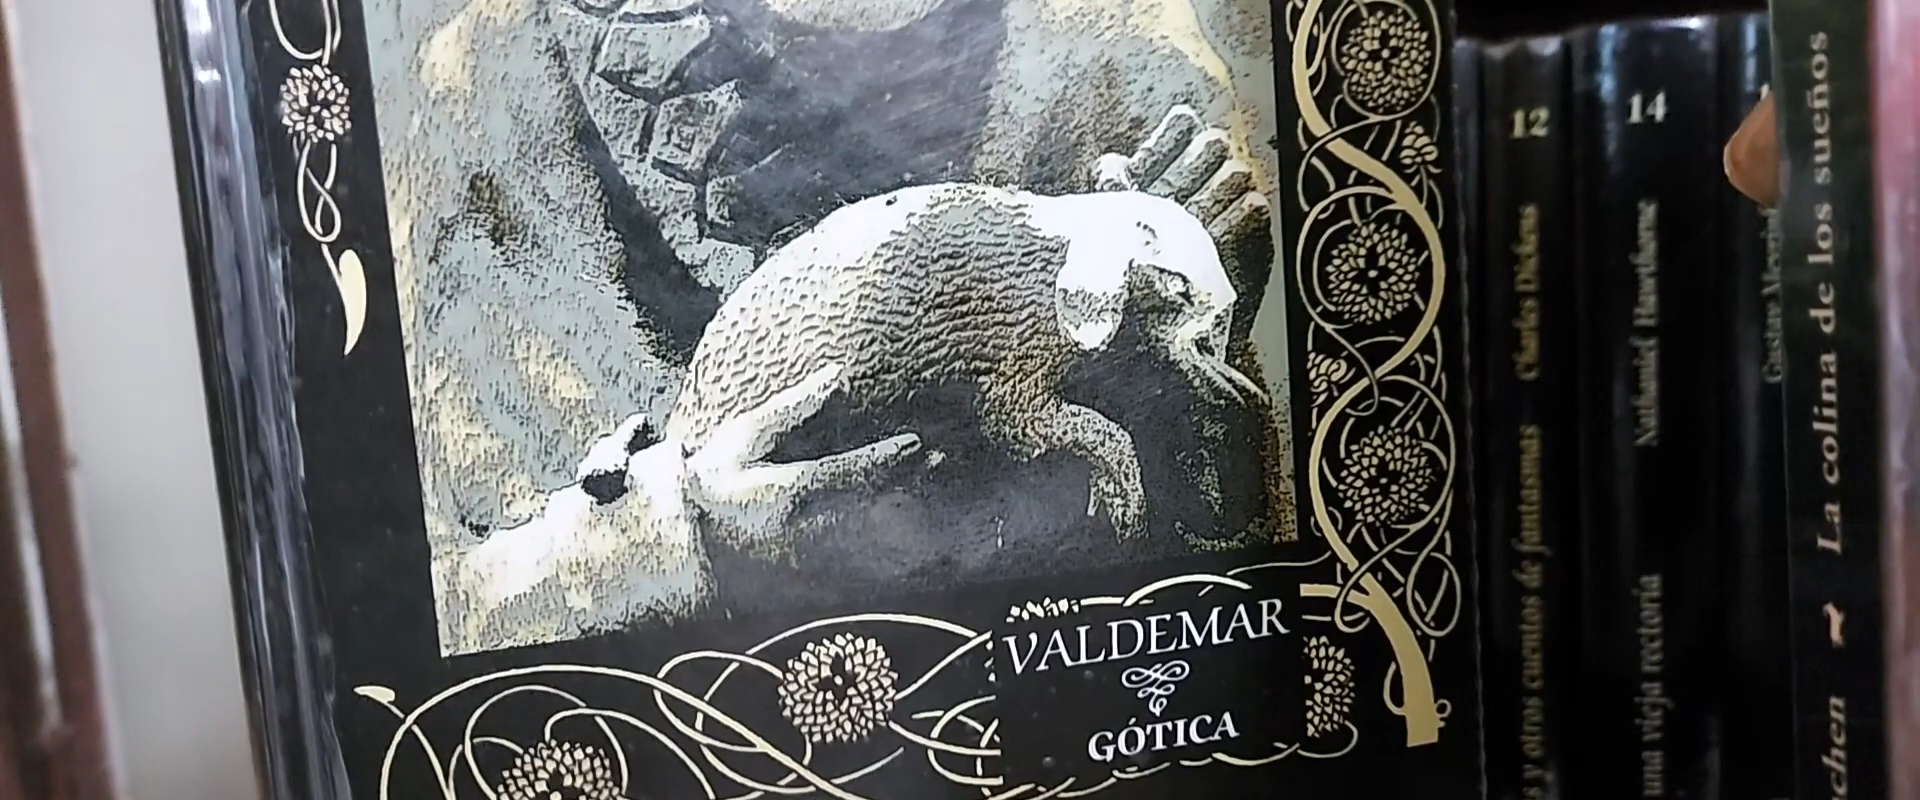 VALDEMAR
GÓTICA
12
Charles Dickens
y otros cuentos de fantasmas
14
Nathaniel Hawthorne
una vieja rectoría
Gustav
La colina de los sueños
chen